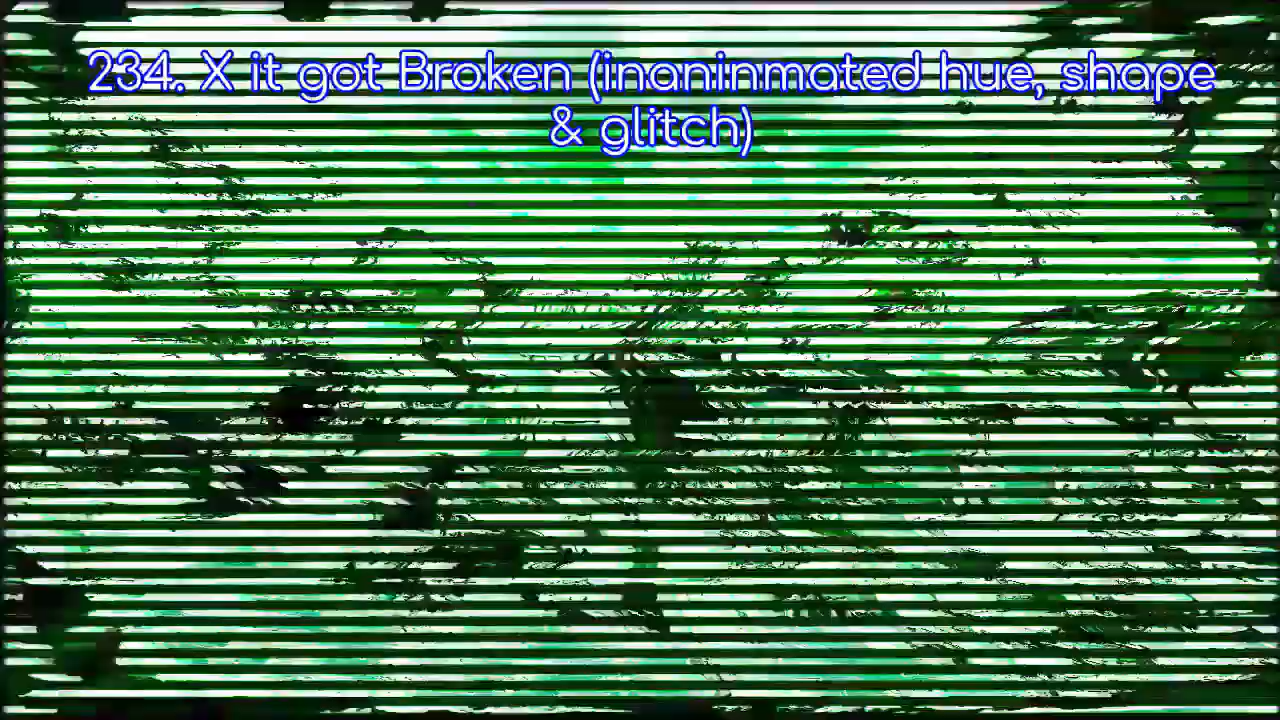 234. X it got Broken (inaninmated hue, shape
& glitch)